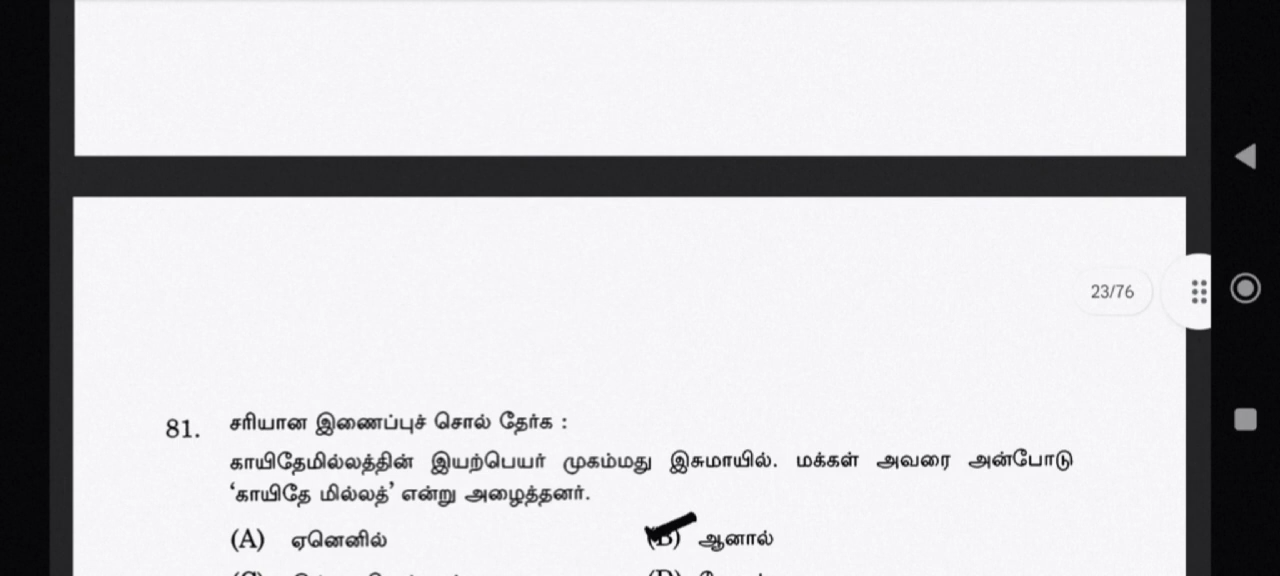 23/76
81. சரியான இணைப்புச் சொல் தேர்க :
காயிதேமில்லத்தின் இயற்பெயர் முகம்மது இசுமாயில். மக்கள் அவரை அன்போடு
‘காயிதே மில்லத்’ என்று அழைத்தனர்.
(A) ஏனெனில் (B) ஆனால்